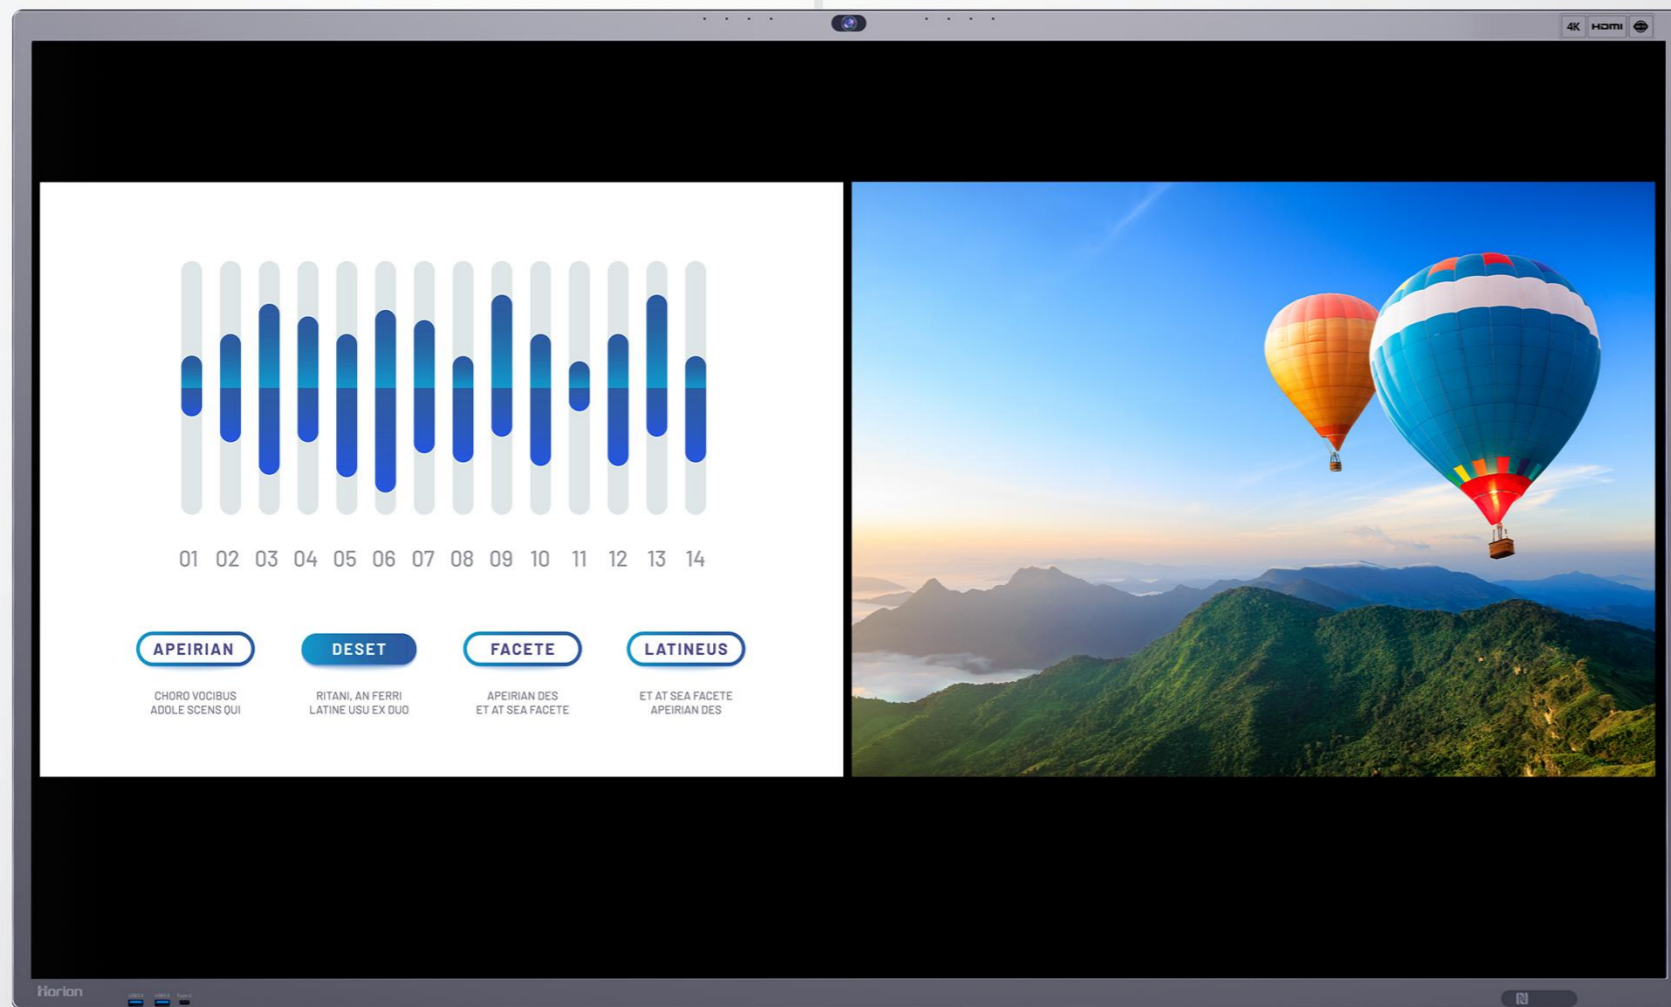 4K HDMI
01 02 03 04 05 06 07 08 09 10 11 12 13 14
APEIRIAN DESET FACETE LATINEUS
CHORO VOCIBUS
ADOLE SCENS QUI
RITANI, AN FERRI
LATINE USU EX DUO
APEIRIAN DES
ET AT SEA FACETE
ET AT SEA FACETE
APEIRIAN DES
Horion